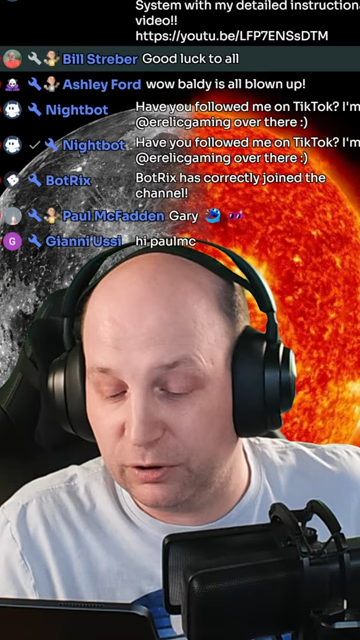 System with my detailed instructiona
video!!
https://youtu.be/LFP7ENSsDTM
Bill Streber Good luck to all
Ashley Ford wow baldy is all blown up!
Nightbot Have you followed me on TikTok? I'm
@erelicgaming over there :)
Nightbot Have you followed me on TikTok? I'm
@erelicgaming over there :)
BotRix BotRix has correctly joined the
channel!
Paul McFadden Gary
G Gianni Ussi hi paulmc